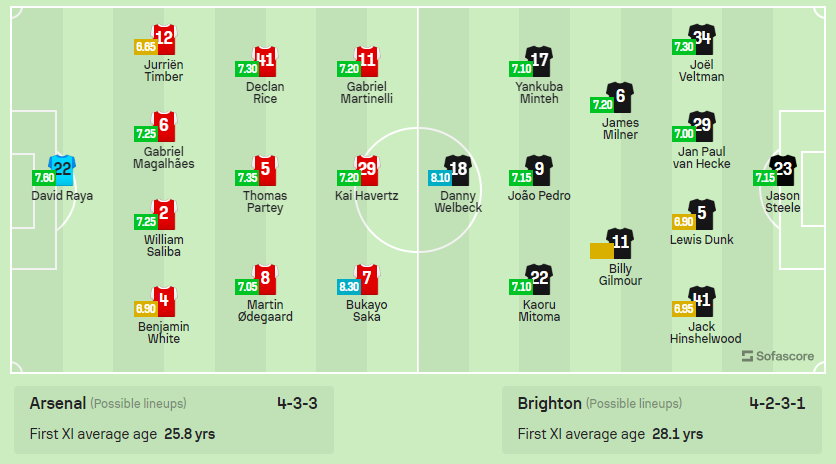 12
6.65
Jurriën
Timber
41
7.30
Declan
Rice
11
7.20
Gabriel
Martinelli
17
7.10
Yankuba
Minteh
6
7.20
James
Milner
34
7.30
Joël
Veltman
6
7.25
Gabriel
Magalhães
29
7.00
Jan Paul
van Hecke
22
7.60
David Raya
5
7.35
Thomas
Partey
29
7.20
Kai Havertz
18
8.10
Danny
Welbeck
9
7.15
João Pedro
23
7.15
Jason
Steele
2
7.25
William
Saliba
5
6.90
Lewis Dunk
11
Billy
Gilmour
4
6.90
Benjamin
White
8
7.05
Martin
Ødegaard
7
8.30
Bukayo
Saka
22
7.10
Kaoru
Mitoma
41
6.95
Jack
Hinshelwood
Sofascore
Arsenal (Possible lineups) 4-3-3
First XI average age 25.8 yrs
Brighton (Possible lineups) 4-2-3-1
First XI average age 28.1 yrs